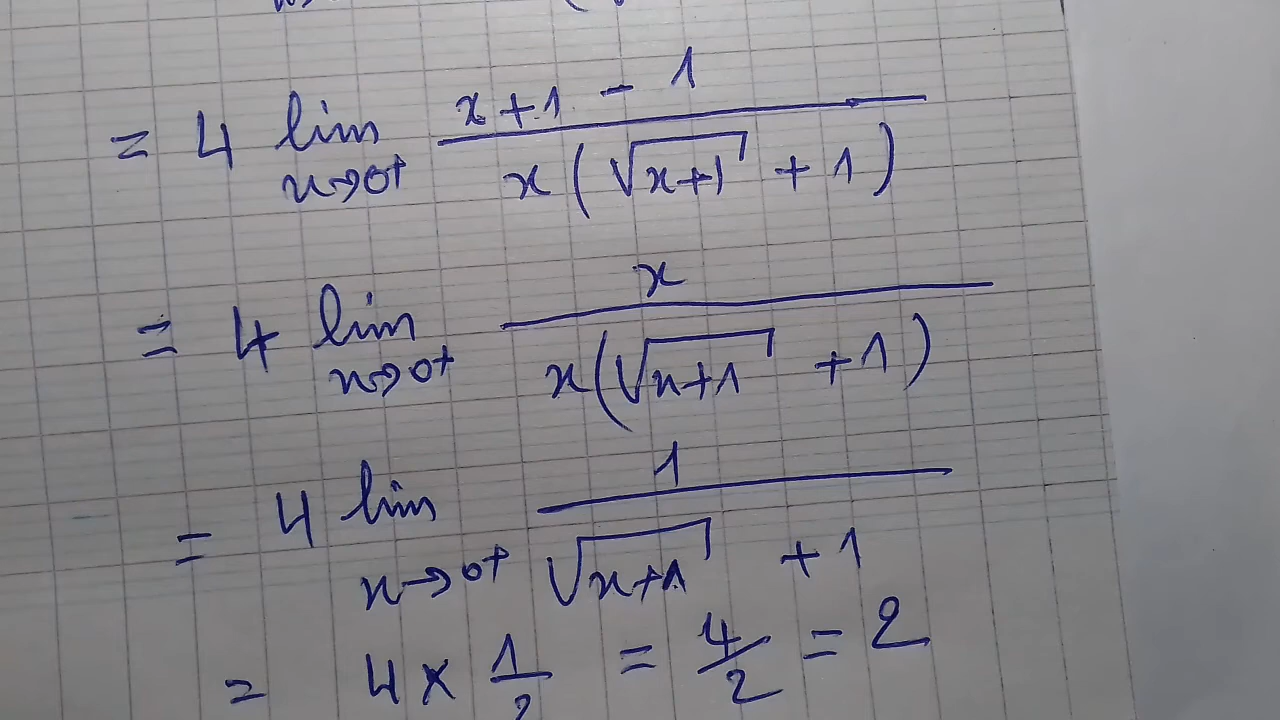 = 4 lim x→0+ (x+1 - 1) / (x(√(x+1) + 1))
= 4 lim x→0+ x / (x(√(x+1) + 1))
= 4 lim x→0+ 1 / (√(x+1) + 1)
= 4 × 1/2 = 4/2 = 2